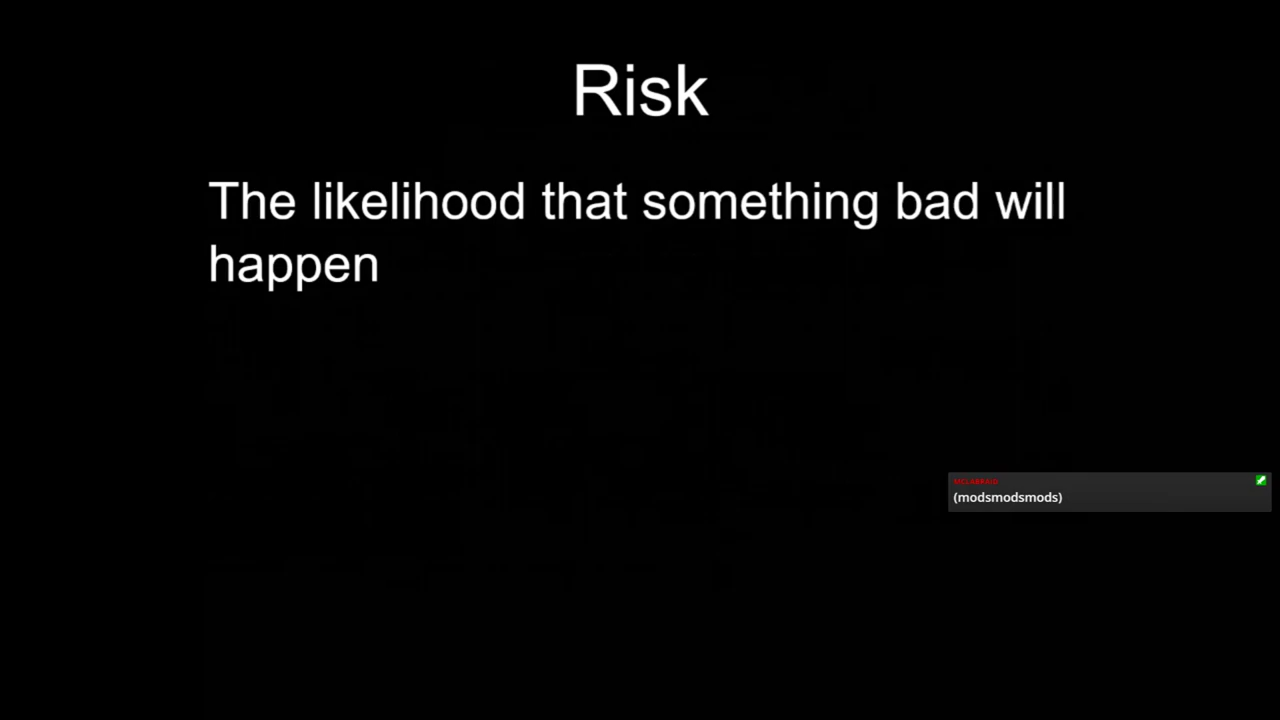 Risk
The likelihood that something bad will
happen
(modsmodsmods)